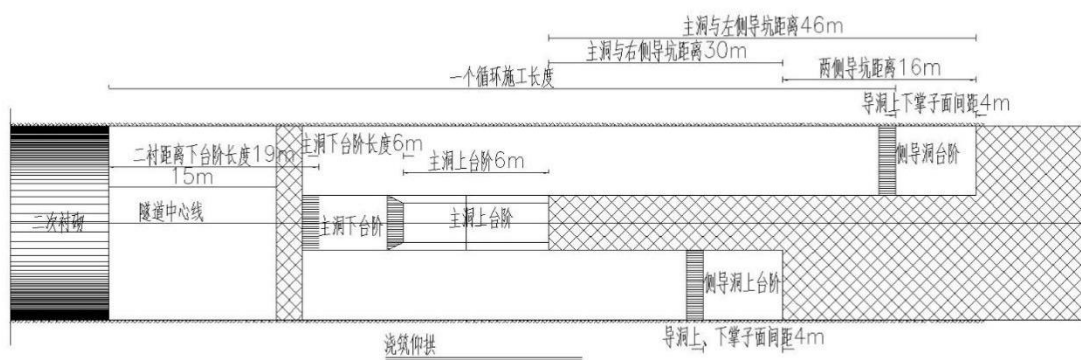 主洞与左侧导坑距离46m
主洞与右侧导坑距离30m
两侧导坑距离16m
一个循环施工长度
导洞上下掌子面间距4m
二衬距离下台阶长度19m
主洞下台阶长度6m
主洞上台阶6m
侧导洞台阶
15m
二次衬砌
隧道中心线
主洞下台阶
主洞上台阶
侧导洞上台阶
导洞上、下掌子面间距4m
浇筑仰拱